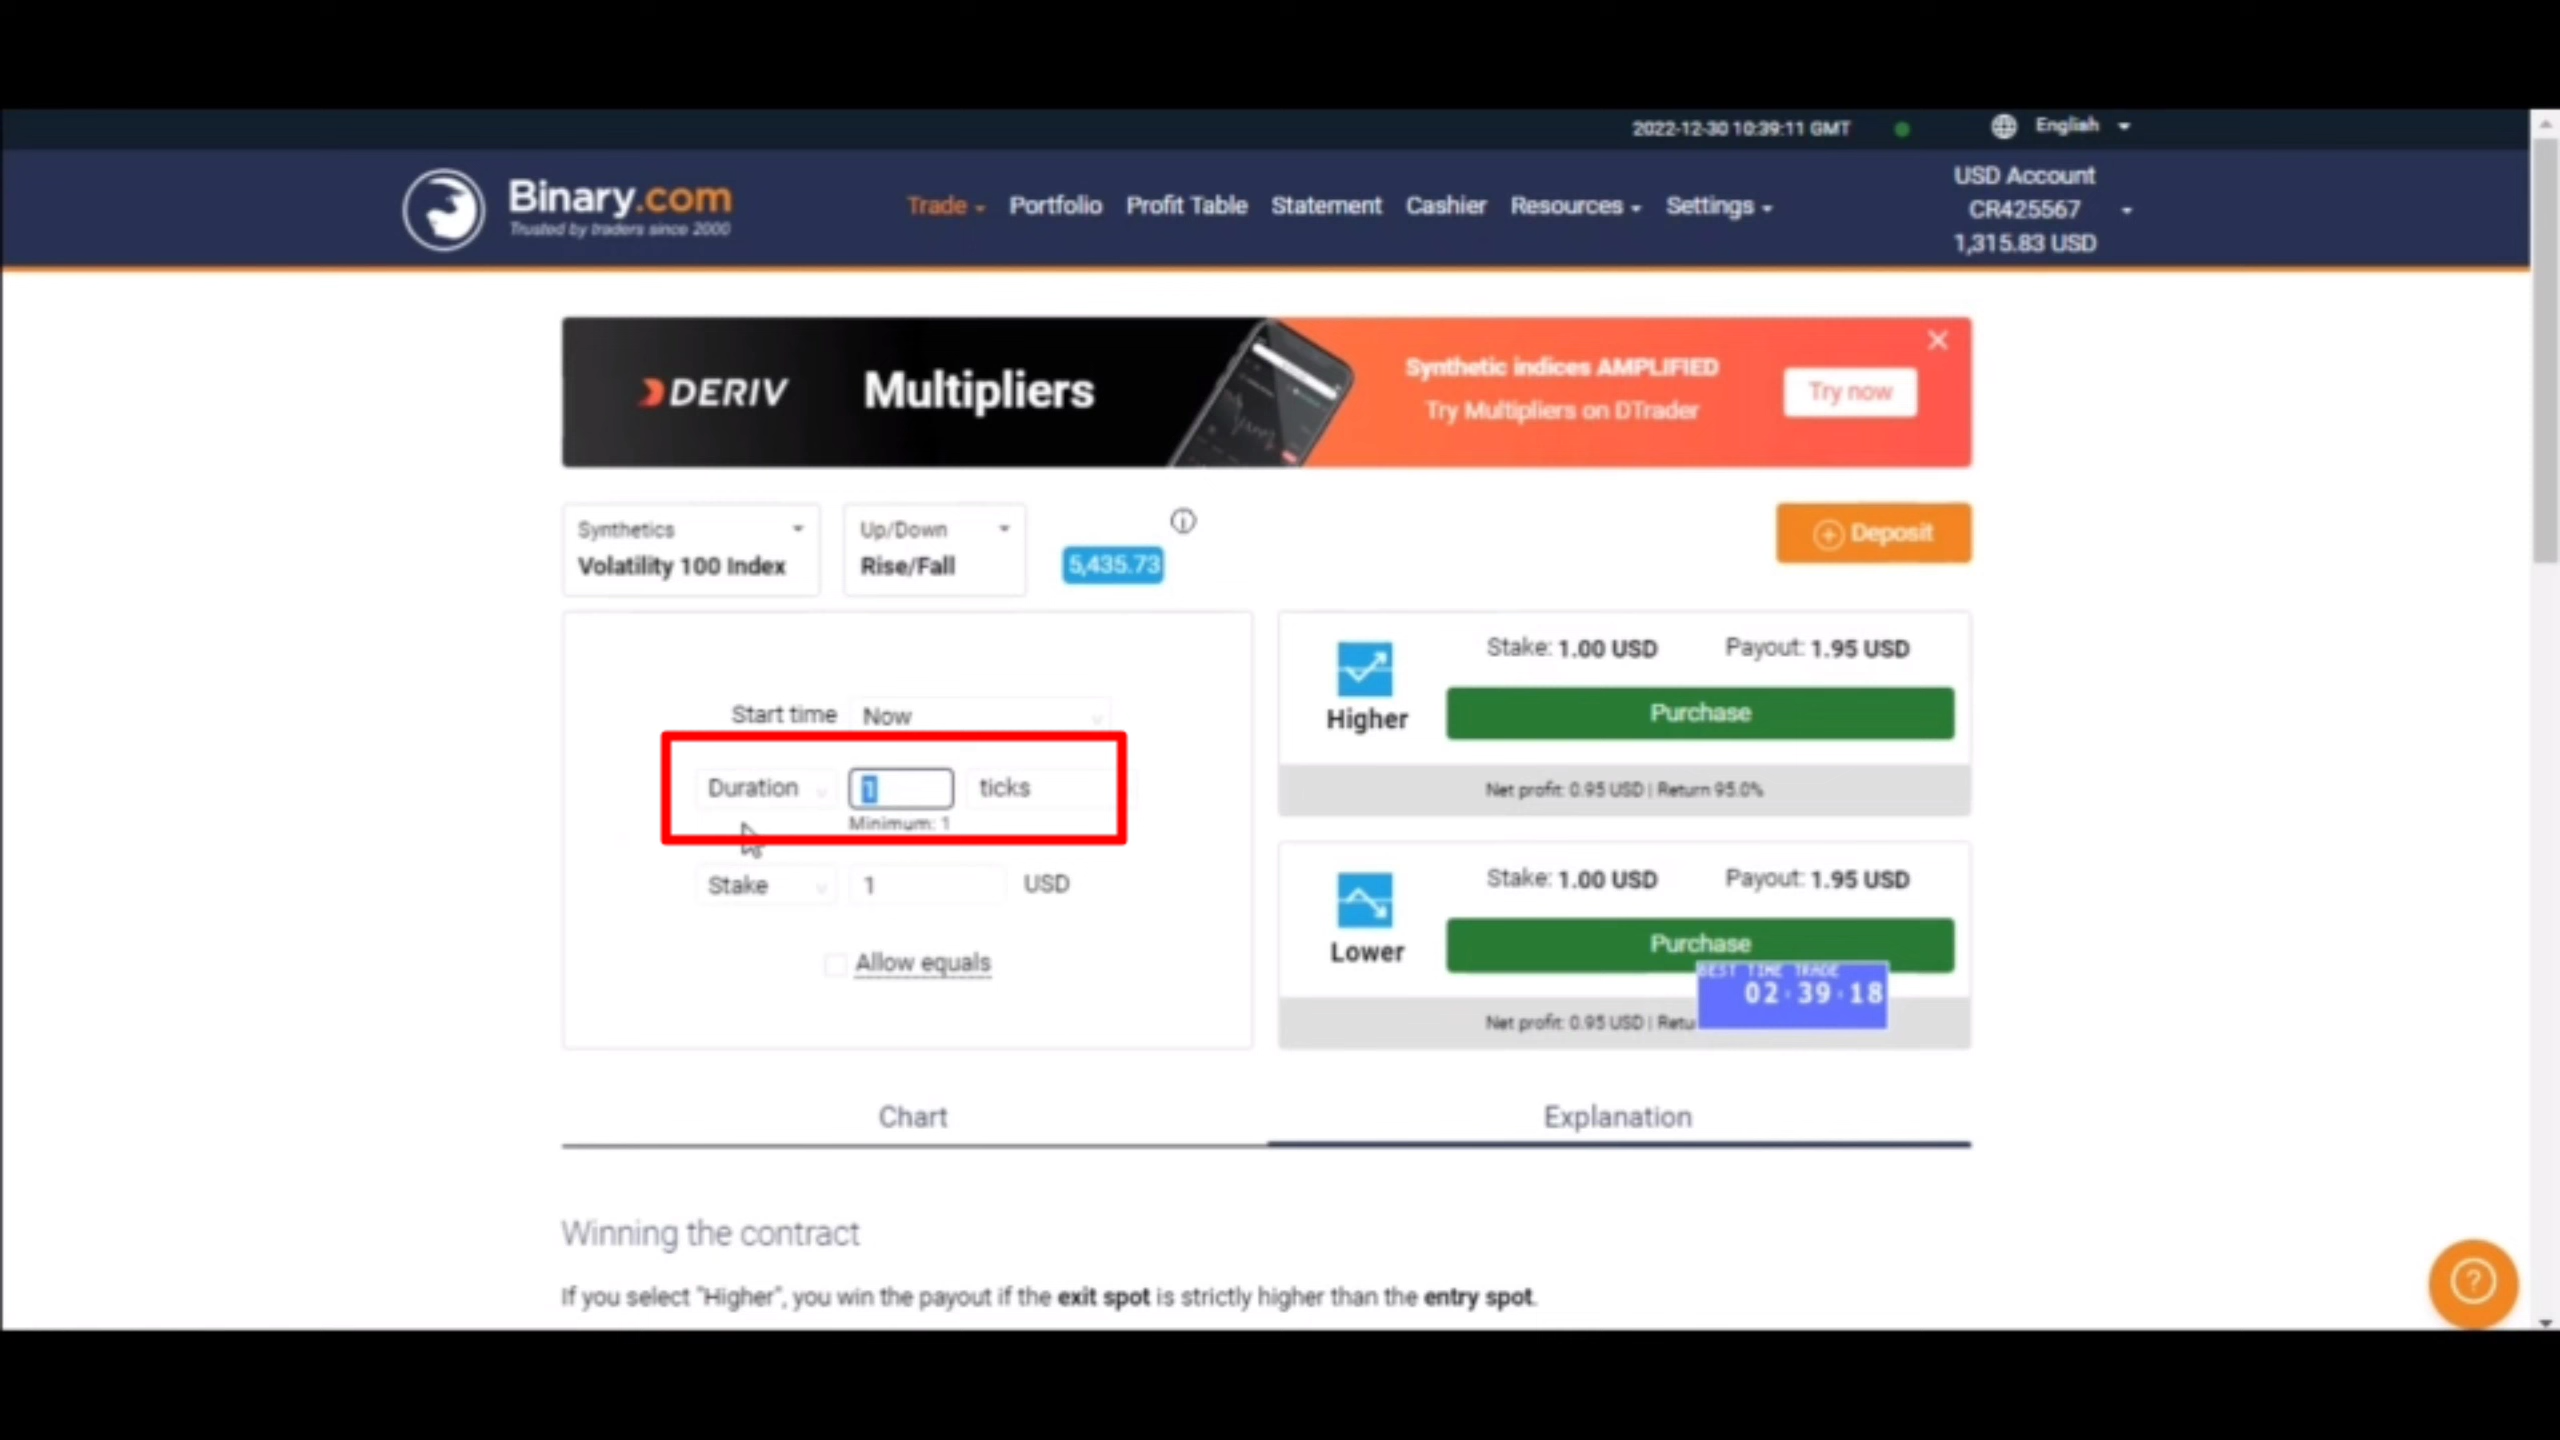 2022-12-30 10:39:11 GMT
English
Binary.com
Trusted by traders since 2000
Trade
Portfolio
Profit Table
Statement
Cashier
Resources
Settings
USD Account
CR425567
1,315.83 USD
DERIV
Multipliers
Synthetic indices AMPLIFIED
Try Multipliers on DTrader
Try now
Synthetics
Volatility 100 Index
Up/Down
Rise/Fall
5,435.73
Deposit
Start time Now
Duration 1 ticks
Minimum: 1
Stake 1 USD
Allow equals
Stake: 1.00 USD Payout: 1.95 USD
Higher
Purchase
Net profit: 0.95 USD | Return 95.0%
Stake: 1.00 USD Payout: 1.95 USD
Lower
Purchase
BEST TIME TRADE
02:39:18
Net profit: 0.95 USD | Retu
Chart
Explanation
Winning the contract
If you select "Higher", you win the payout if the exit spot is strictly higher than the entry spot.